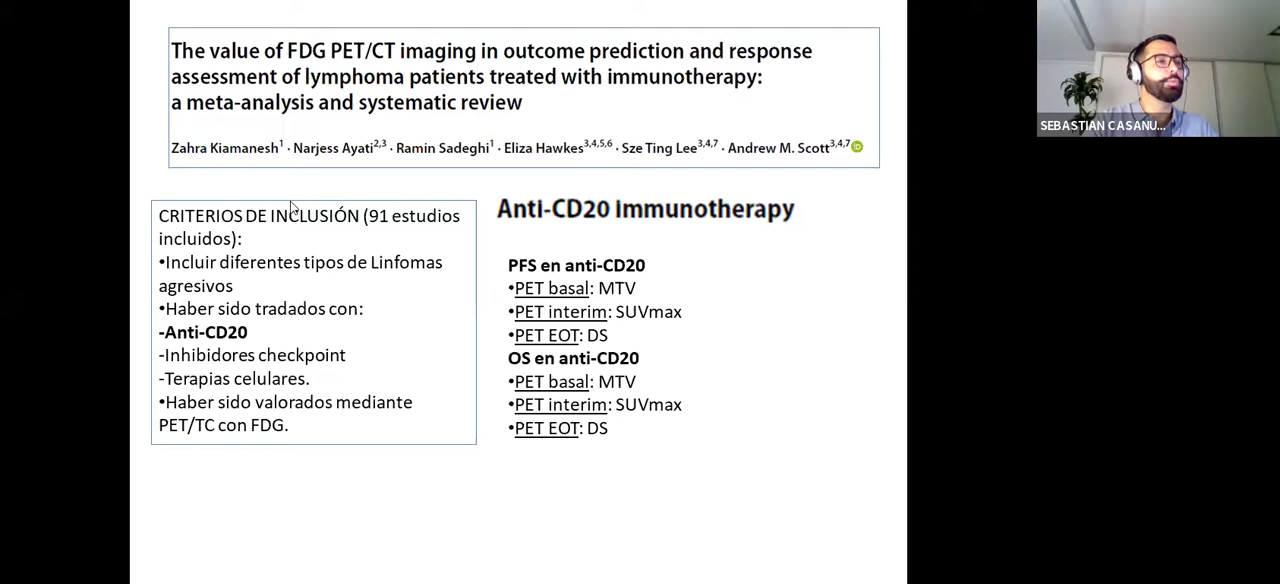 The value of FDG PET/CT imaging in outcome prediction and response
assessment of lymphoma patients treated with immunotherapy:
a meta-analysis and systematic review
Zahra Kiamanesh1 · Narjess Ayati2,3 · Ramin Sadeghi1 · Eliza Hawkes3,4,5,6 · Sze Ting Lee3,4,7 · Andrew M. Scott3,4,7
CRITERIOS DE INCLUSIÓN (91 estudios
incluidos):
•Incluir diferentes tipos de Linfomas
agresivos
•Haber sido tradados con:
-Anti-CD20
-Inhibidores checkpoint
-Terapias celulares.
•Haber sido valorados mediante
PET/TC con FDG.
Anti-CD20 immunotherapy
PFS en anti-CD20
•PET basal: MTV
•PET interim: SUVmax
•PET EOT: DS
OS en anti-CD20
•PET basal: MTV
•PET interim: SUVmax
•PET EOT: DS
SEBASTIAN CASANU...